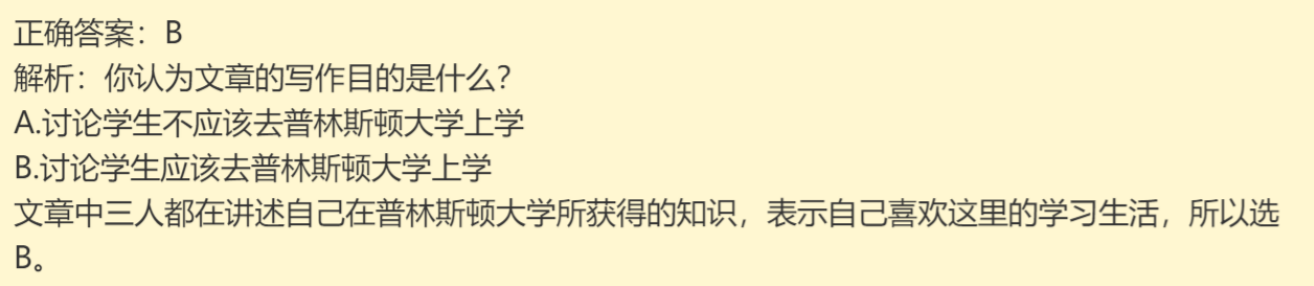 正确答案：B
解析：你认为文章的写作目的是什么？
A.讨论学生不应该去普林斯顿大学上学
B.讨论学生应该去普林斯顿大学上学
文章中三人都在讲述自己在普林斯顿大学所获得的知识，表示自己喜欢这里的学习生活，所以选
B。